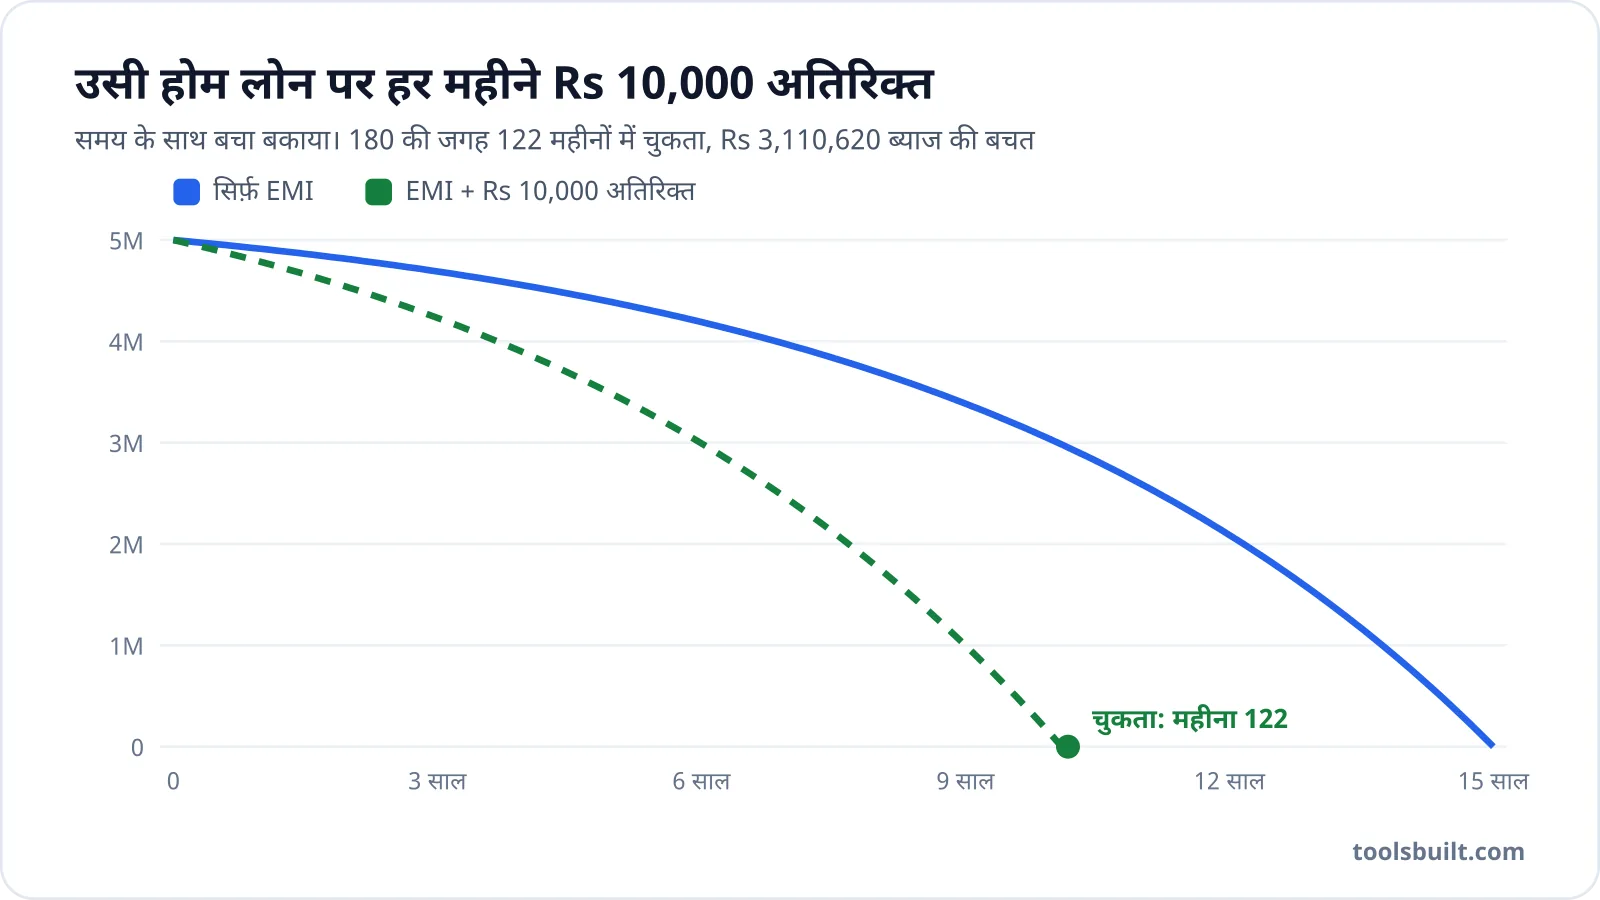 उसी होम लोन पर हर महीने Rs 10,000 अतिरिक्त
समय के साथ बचा बकाया। 180 की जगह 122 महीनों में चुकता, Rs 3,110,620 ब्याज की बचत
सिर्फ़ EMI
EMI + Rs 10,000 अतिरिक्त
5M
4M
3M
2M
1M
0
चुकता: महीना 122
0
3 साल
6 साल
9 साल
12 साल
15 साल
toolsbuilt.com